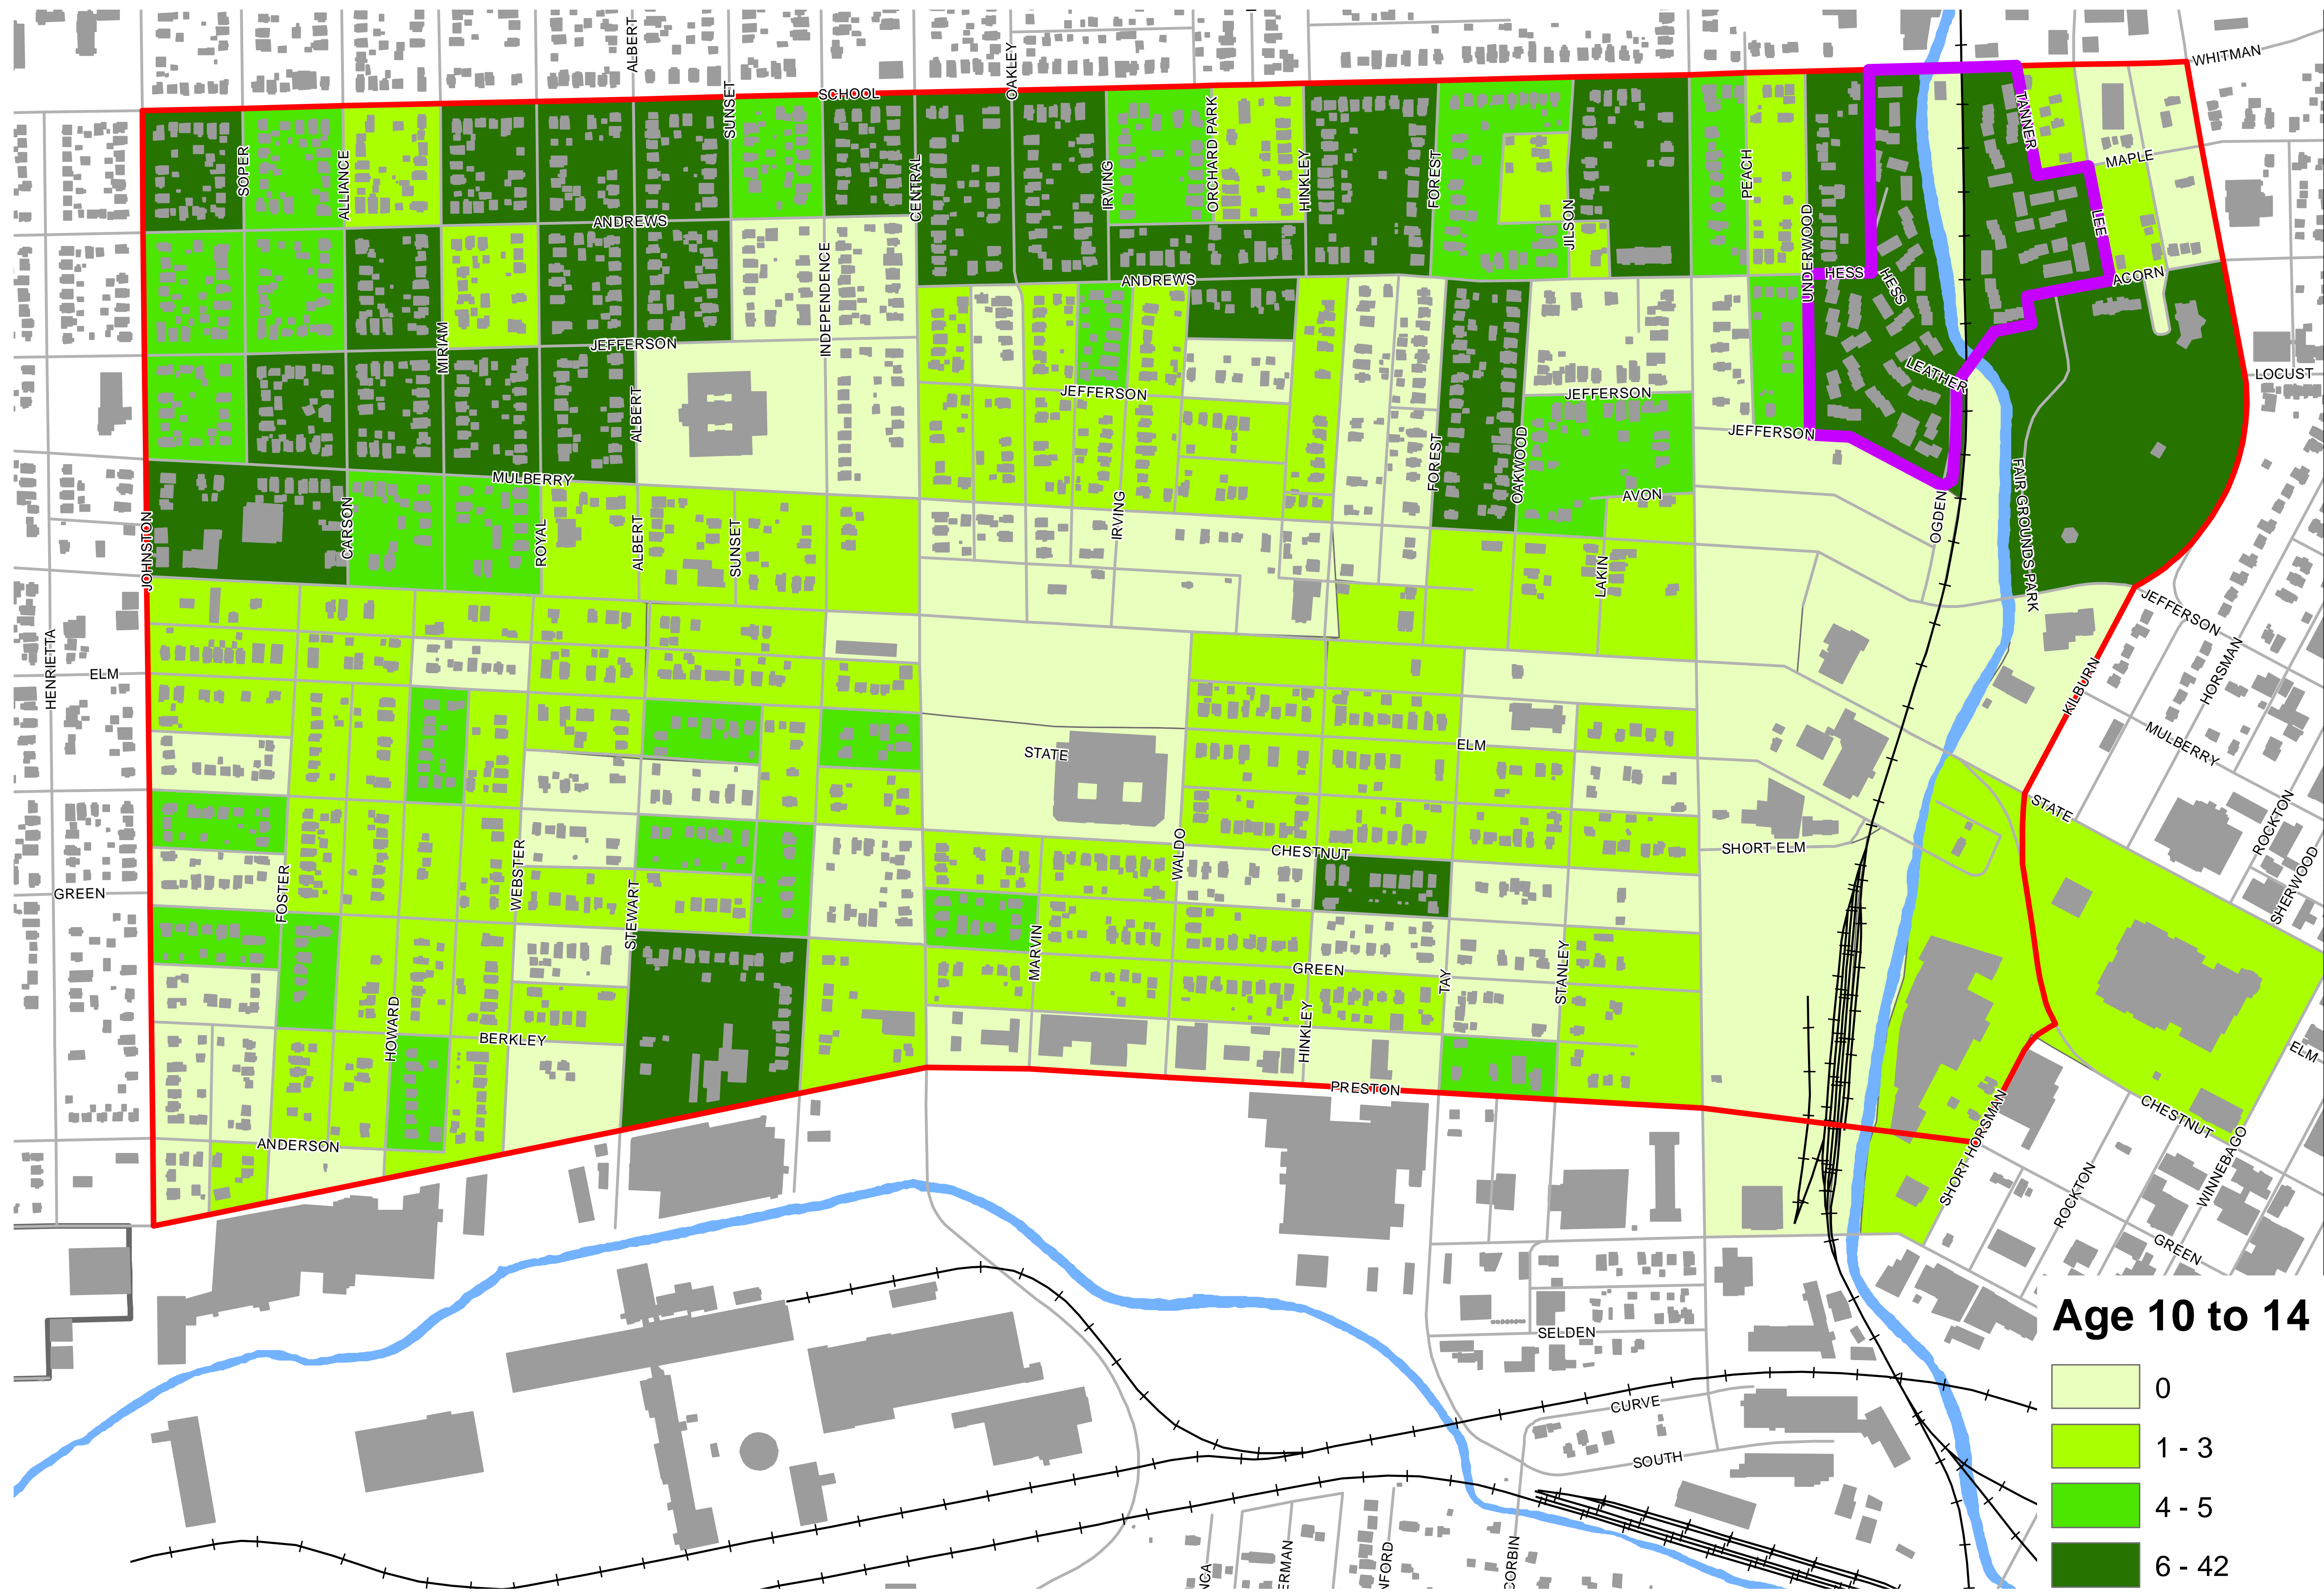 ALBERT
OAKLEY
WHITMAN
SUNSET
SCHOOL
TANNER
SOPER
ALLIANCE
CENTRAL
IRVING
ORCHARD PARK
HINKLEY
FOREST
JILSON
PEACH
MAPLE
ANDREWS
UNDERWOOD
LEE
INDEPENDENCE
ANDREWS
HESS
HESS
ACORN
MIRIAM
JEFFERSON
JEFFERSON
JEFFERSON
LEATHER
LOCUST
ALBERT
JEFFERSON
MULBERRY
FOREST
OAKWOOD
AVON
JOHNSTON
CARSON
ROYAL
ALBERT
SUNSET
IRVING
LAKIN
OGDEN
FAIR GROUNDS PARK
JEFFERSON
HENRIETTA
ELM
KILBURN
HORSMAN
STATE
ELM
MULBERRY
STATE
ROCKTON
SHERWOOD
GREEN
FOSTER
WEBSTER
STEWART
WALDO
CHESTNUT
SHORT ELM
MARVIN
GREEN
TAY
STANLEY
HOWARD
BERKLEY
HINKLEY
ELM
PRESTON
CHESTNUT
SHORT HORSMAN
ANDERSON
ROCKTON
WINNEBAGO
GREEN
SELDEN
CURVE
SOUTH
NCA
ERMAN
NFORD
CORBIN
Age 10 to 14
0
1 - 3
4 - 5
6 - 42